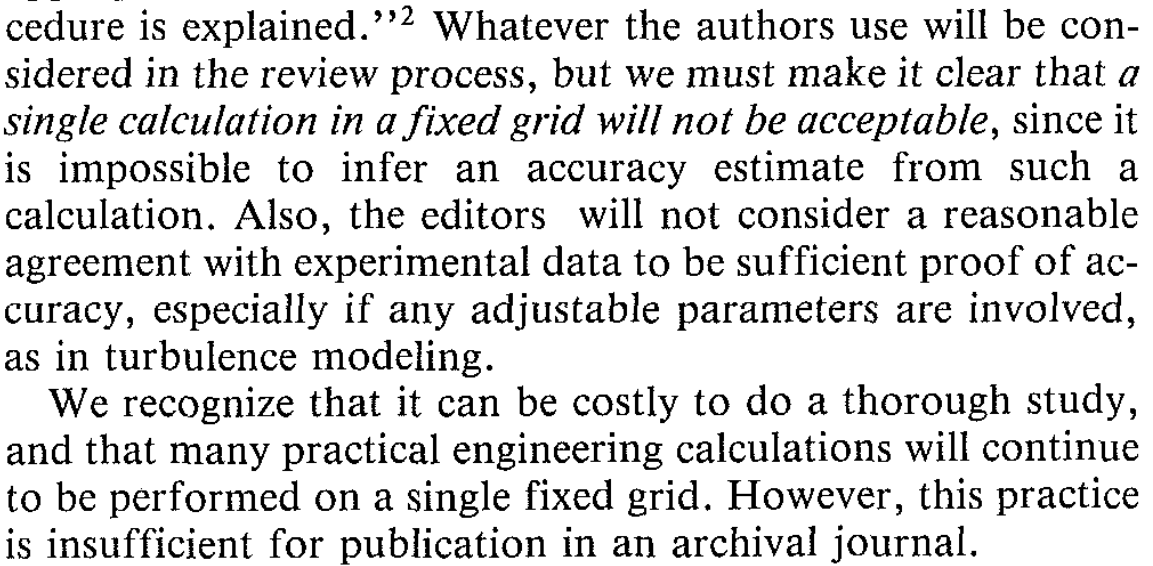 cedure is explained.”2 Whatever the authors use will be con-
sidered in the review process, but we must make it clear that a
single calculation in a fixed grid will not be acceptable, since it
is impossible to infer an accuracy estimate from such a
calculation. Also, the editors will not consider a reasonable
agreement with experimental data to be sufficient proof of ac-
curacy, especially if any adjustable parameters are involved,
as in turbulence modeling.
We recognize that it can be costly to do a thorough study,
and that many practical engineering calculations will continue
to be performed on a single fixed grid. However, this practice
is insufficient for publication in an archival journal.